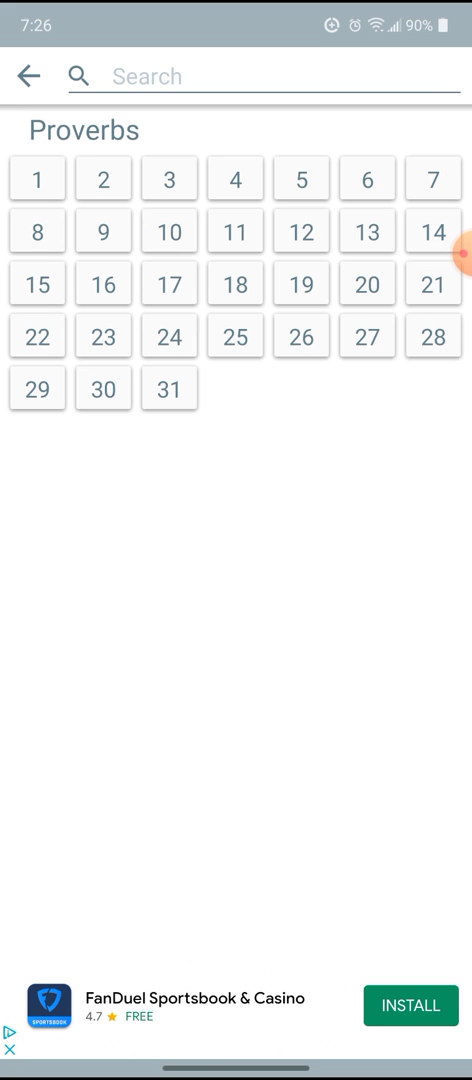 7:26
90%
Search
Proverbs
1 2 3 4 5 6 7
8 9 10 11 12 13 14
15 16 17 18 19 20 21
22 23 24 25 26 27 28
29 30 31
FanDuel Sportsbook & Casino
4.7 ★ FREE
INSTALL
SPORTSBOOK